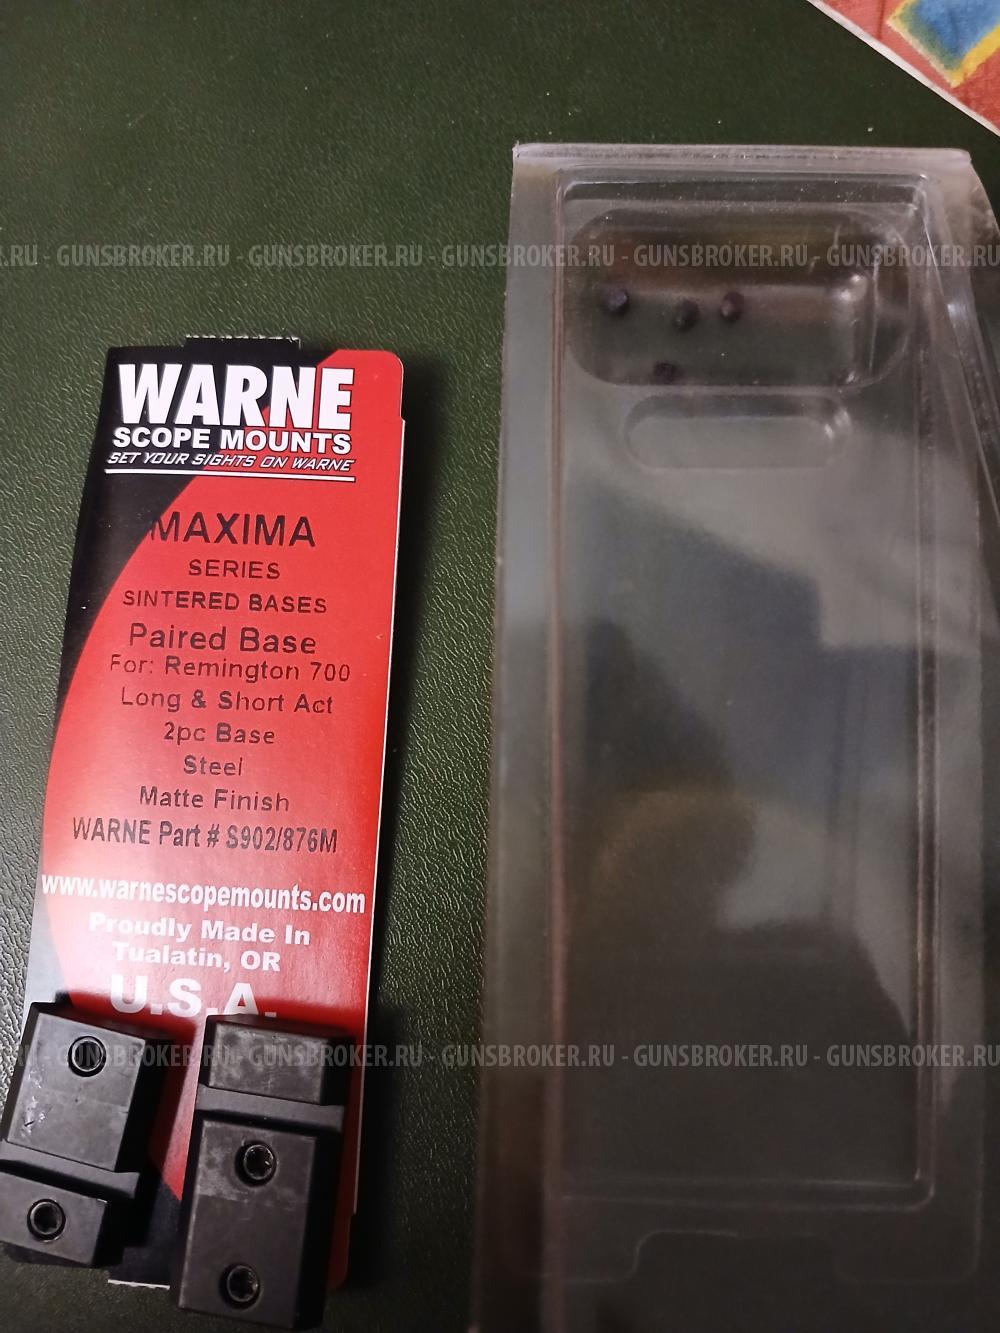 .RU - GUNSBROKER.RU - GUNSBROKER.RU - GUNSBROKER.RU - GUNSBROKER.RU - GUNSBROKER.RU
WARNE
SCOPE MOUNTS
SET YOUR SIGHTS ON WARNE
MAXIMA
SERIES
SINTERED BASES
Paired Base
For: Remington 700
Long & Short Act
2pc Base
Steel
Matte Finish
WARNE Part # S902/876M
www.warnescopemounts.com
Proudly Made In
Tualatin, OR
U.S.A.
.RU - GUNSBROKER.RU - GUNSBROKER.RU - GUNSBROKER.RU - GUNSBROKER.RU - GUNSBROKER.RU